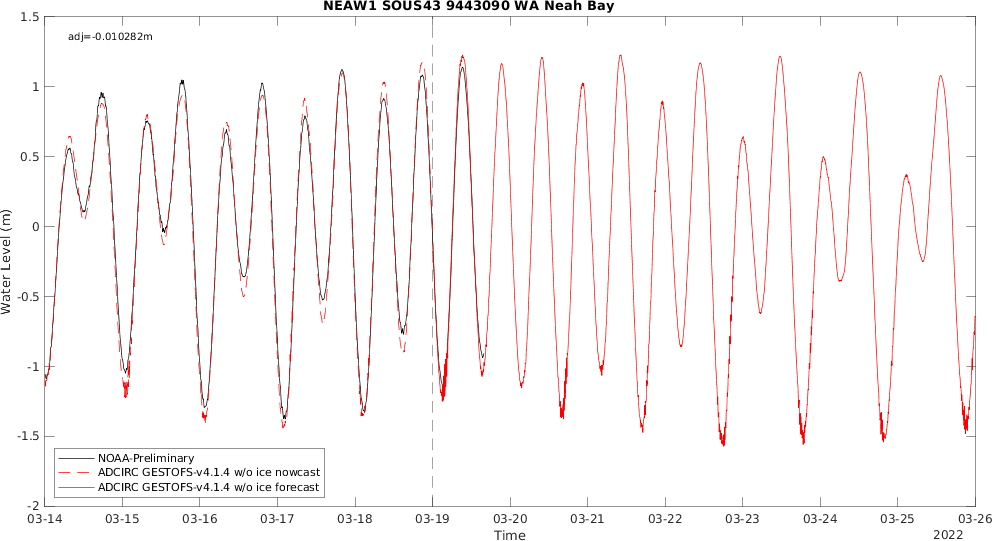 NEAW1 SOUS43 9443090 WA Neah Bay
adj=-0.010282m
1.5
1
0.5
0
-0.5
-1
-1.5
-2
Water Level (m)
NOAA-Preliminary
ADCIRC GESTOFS-v4.1.4 w/o ice nowcast
ADCIRC GESTOFS-v4.1.4 w/o ice forecast
03-14 03-15 03-16 03-17 03-18 03-19 03-20 03-21 03-22 03-23 03-24 03-25 03-26
Time
2022